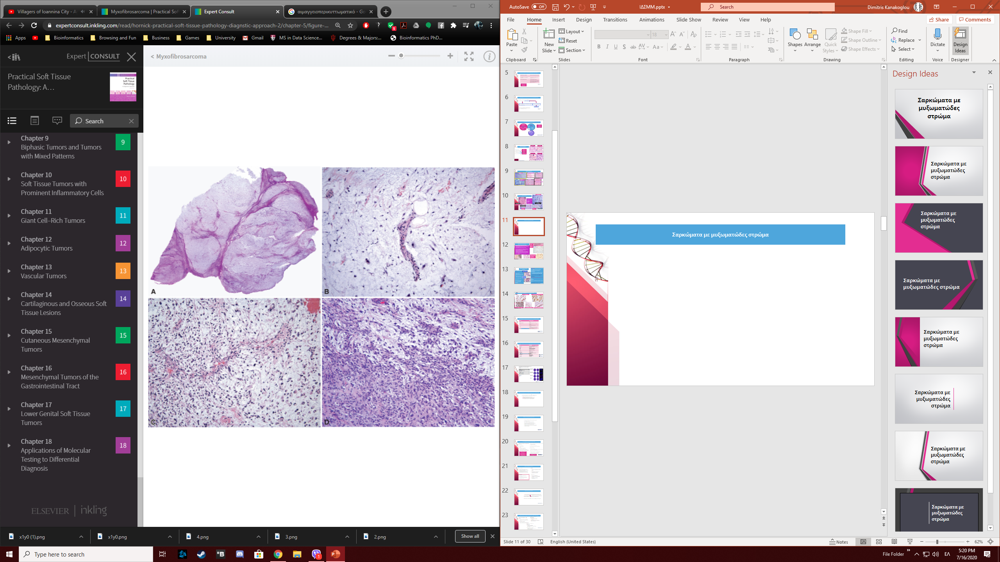 Villagers of Ioannina City - A
Myxofibrosarcoma | Practical Sof
Expert Consult
αιμαγγειοπερικυττωματικό - Go
expertconsult.inkling.com/read/hornick-practical-soft-tissue-pathology-diagnstic-approach-2/chapter-5/figure-...
Apps
Bioinformatics
Browsing and Fun
Business
Games
University
Gmail
MS in Data Science...
Degrees & Majors:...
Bioinformatics PhD...
Expert CONSULT
< Myxofibrosarcoma
Practical Soft Tissue
Pathology: A...
Practical
Soft Tissue
Pathology
Search
Chapter 9
Biphasic Tumors and Tumors
with Mixed Patterns
9
Chapter 10
Soft Tissue Tumors with
Prominent Inflammatory Cells
10
Chapter 11
Giant Cell–Rich Tumors
11
Chapter 12
Adipocytic Tumors
12
Chapter 13
Vascular Tumors
13
Chapter 14
Cartilaginous and Osseous Soft
Tissue Lesions
14
Chapter 15
Cutaneous Mesenchymal
Tumors
15
Chapter 16
Mesenchymal Tumors of the
Gastrointestinal Tract
16
Chapter 17
Lower Genital Soft Tissue
Tumors
17
Chapter 18
Applications of Molecular
Testing to Differential
Diagnosis
18
ELSEVIER | inkling
A
B
C
D
x1y0 (1).png
x1y0.png
4.png
3.png
2.png
Show all
AutoSave Off
ΙΔΣΜΜ.pptx
Search
Dimitris Kanakoglou
File
Home
Insert
Design
Transitions
Animations
Slide Show
Review
View
Help
Share
Comments
Paste
Clipboard
New
Slide
Layout
Reset
Section
Slides
18
B I U S ab AV Aa A
Font
Paragraph
Shapes
Arrange
Quick
Styles
Shape Fill
Shape Outline
Shape Effects
Drawing
Find
Replace
Select
Editing
Dictate
Voice
Design
Ideas
Designer
5
6
7
8
9
10
11
12
13
14
15
16
17
18
19
20
21
22
23
Σαρκώματα με μυξωματώδες στρώμα
Design Ideas
Σαρκώματα με
μυξωματώδες
στρώμα
Σαρκώματα με
μυξωματώδες
στρώμα
Σαρκώματα με
μυξωματώδες
στρώμα
Σαρκώματα με
μυξωματώδες στρώμα
Σαρκώματα με
μυξωματώδες
στρώμα
Σαρκώματα με
μυξωματώδες
στρώμα
Σαρκώματα με
μυξωματώδες
στρώμα
Σαρκώματα με
μυξωματώδες
στρώμα
Slide 11 of 30
English (United States)
Notes
62%
Type here to search
File Folder
ΕΛ
5:20 PM
7/16/2020